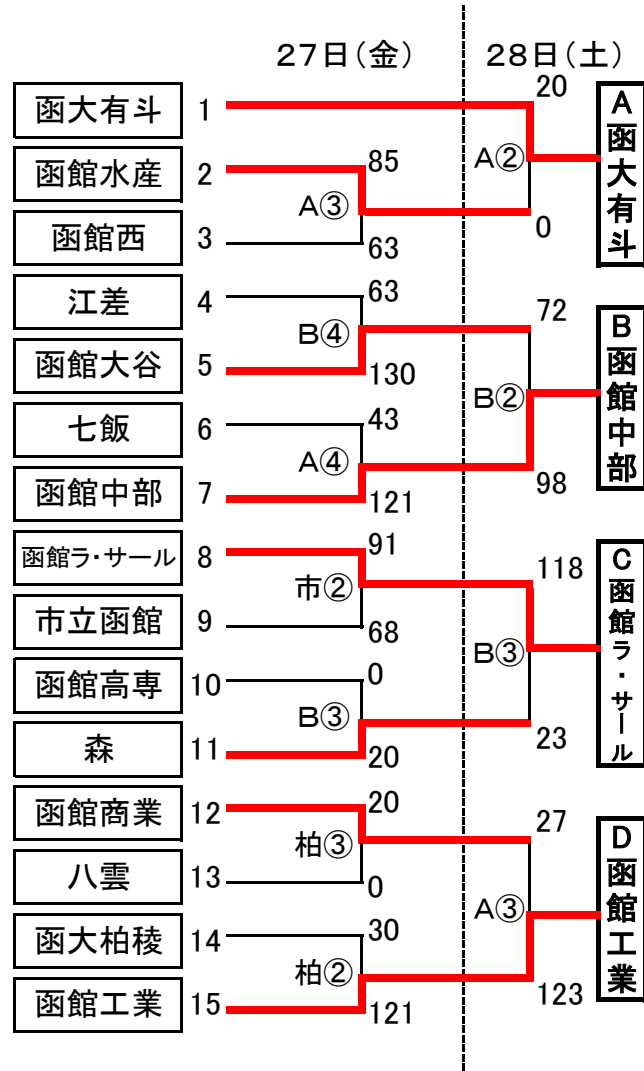 27日(金)
28日(土)
函大有斗 1
函館水産 2
函館西 3
江差 4
函館大谷 5
七飯 6
函館中部 7
函館ラ・サール 8
市立函館 9
函館高専 10
森 11
函館商業 12
八雲 13
函大柏稜 14
函館工業 15
85
A③
63
63
B④
130
43
A④
121
91
市②
68
0
B③
20
20
柏③
0
30
柏②
121
20
A②
0
72
B②
98
118
B③
23
27
A③
123
A函大有斗
B函館中部
C函館ラ・サール
D函館工業